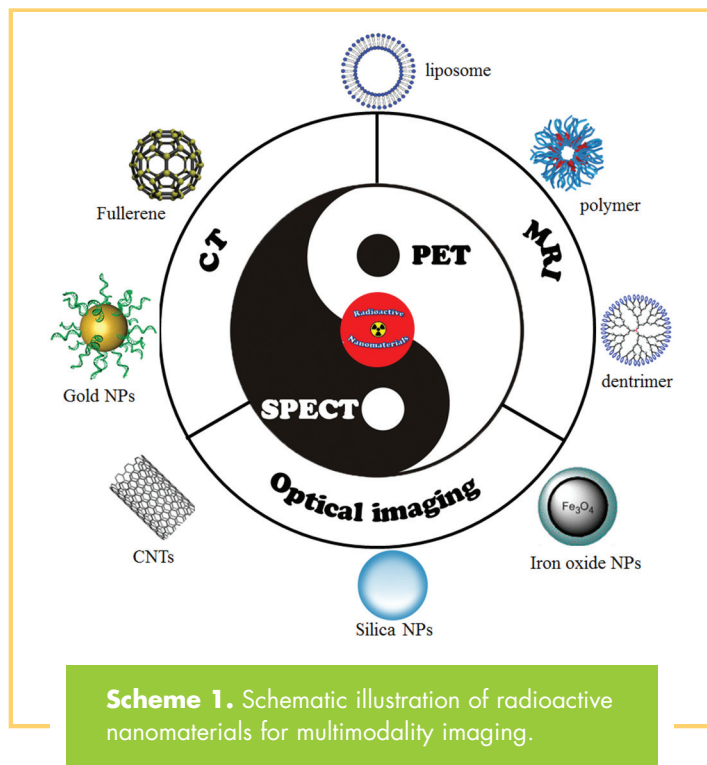 liposome
Fullerene
polymer
CT
MRI
PET
Radioactive
Nanomaterials
Gold NPs
dentrimer
SPECT
Optical imaging
CNTs
Fe₃O₄
Iron oxide NPs
Silica NPs
Scheme 1. Schematic illustration of radioactive
nanomaterials for multimodality imaging.